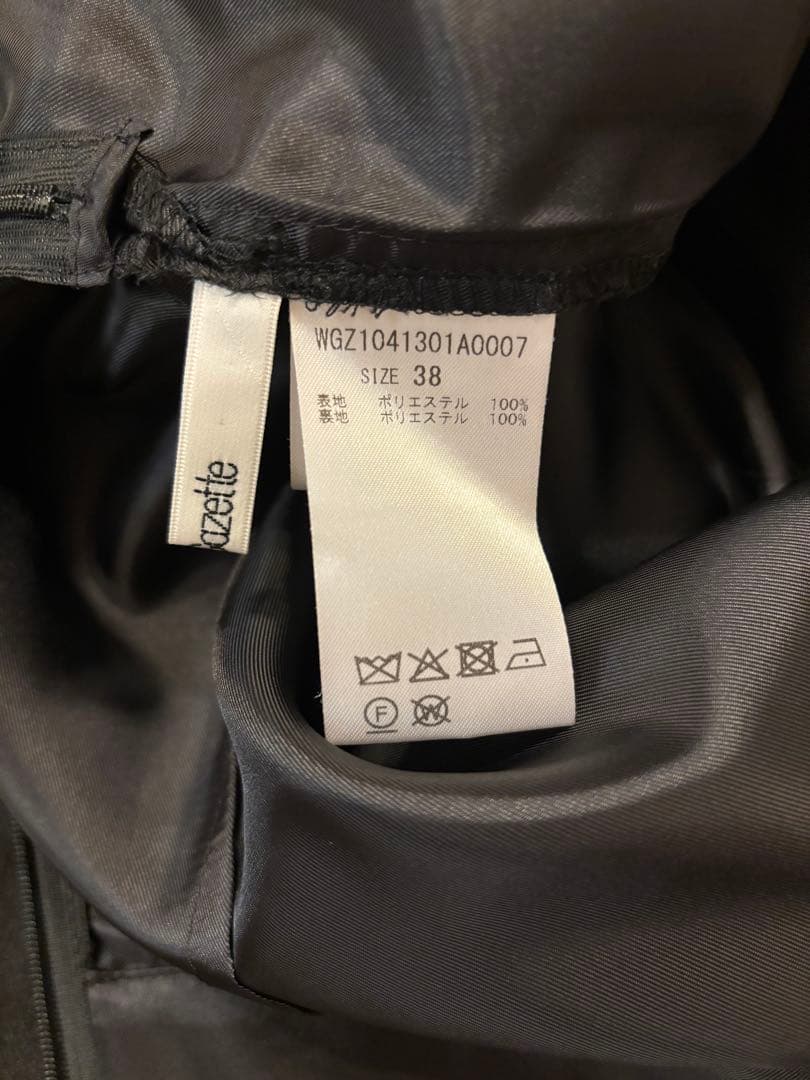 WGZ1041301A0007
SIZE 38
表地 ポリエステル 100%
裏地 ポリエステル 100%
azette
F
W